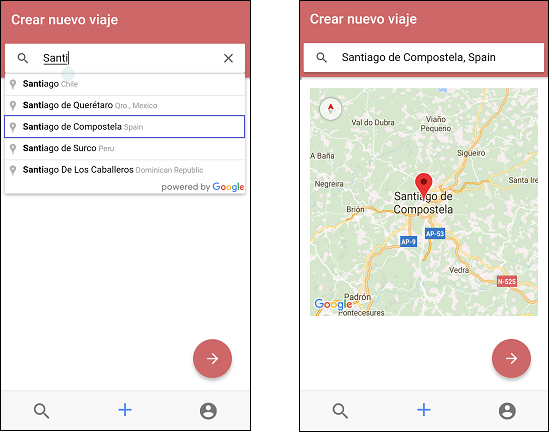 Crear nuevo viaje
Santi
Santiago Chile
Santiago de Querétaro Qro., Mexico
Santiago de Compostela Spain
Santiago de Surco Peru
Santiago De Los Caballeros Dominican Republic
powered by Google
Crear nuevo viaje
Santiago de Compostela, Spain
Val do Dubra
Viaño
Pequeno
Sigüeiro
A Baña
Negreira
Santa Ire
Santiago de
Compostela
Brión
AP-9
AP-53
Vedra
N-525
Padrón
Google
Pontecesures